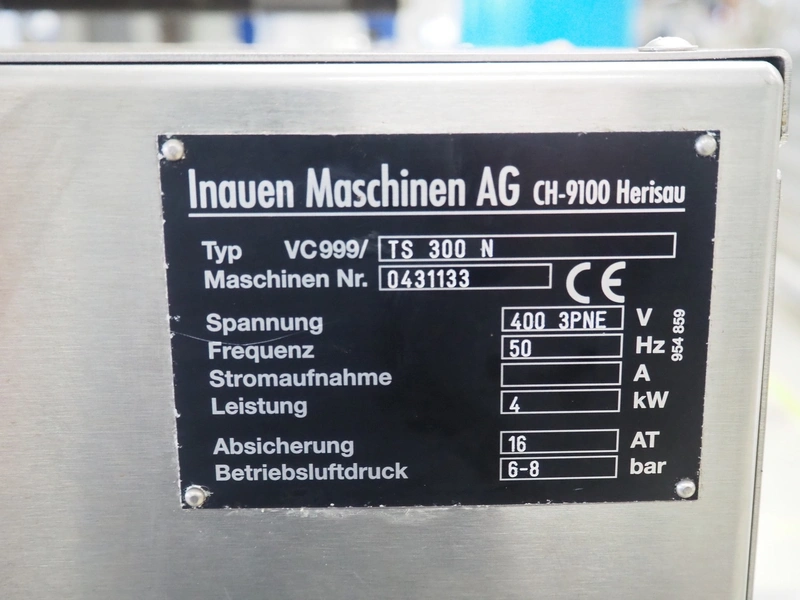 Inauen Maschinen AG CH-9100 Herisau
Typ VC999/ TS 300 N
Maschinen Nr. 0431133
CE
Spannung 400 3PNE V
Frequenz 50 Hz
Stromaufnahme A
Leistung 4 kW
954 859
Absicherung 16 AT
Betriebsluftdruck 6-8 bar